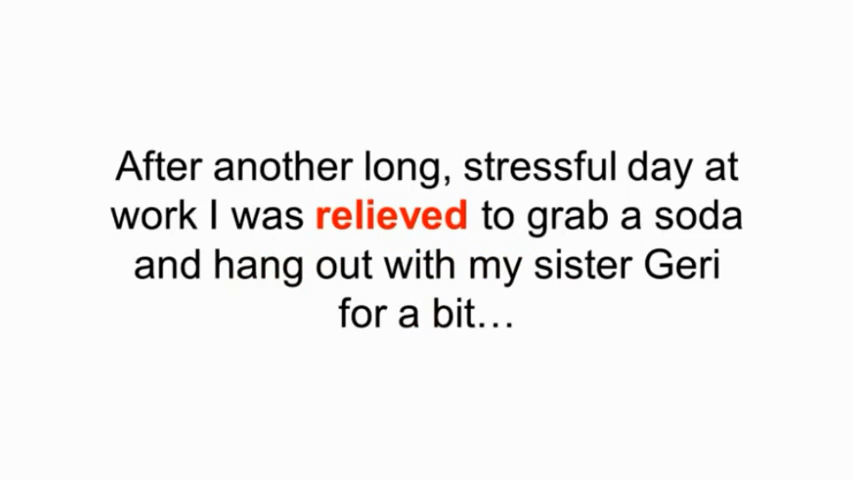 After another long, stressful day at
work I was relieved to grab a soda
and hang out with my sister Geri
for a bit…